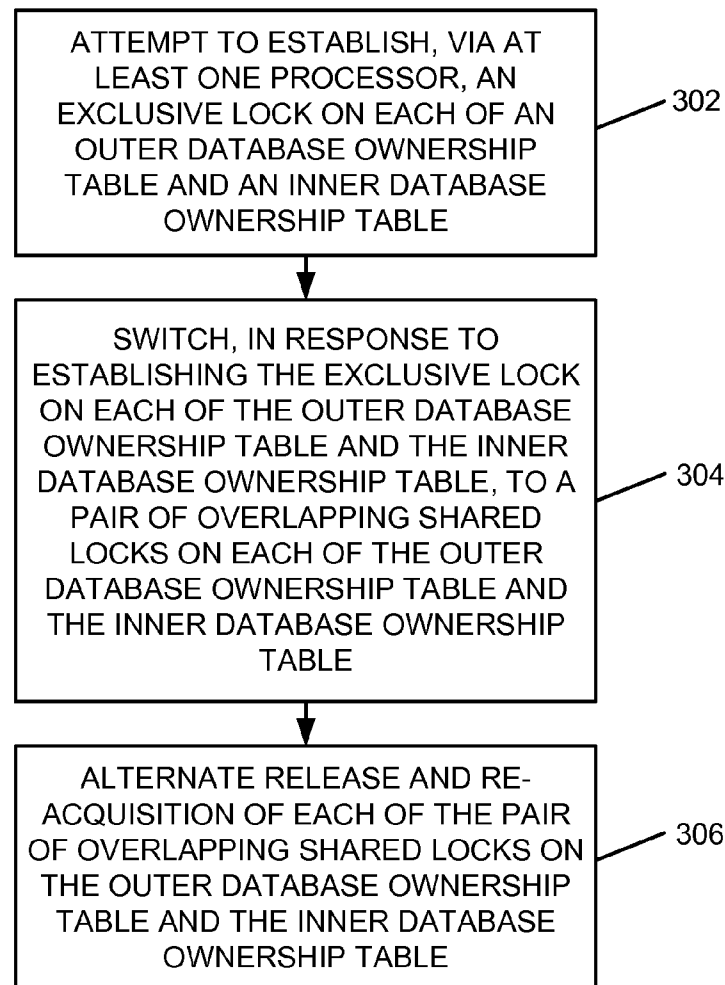 ATTEMPT TO ESTABLISH, VIA AT
LEAST ONE PROCESSOR, AN
EXCLUSIVE LOCK ON EACH OF AN
OUTER DATABASE OWNERSHIP
TABLE AND AN INNER DATABASE
OWNERSHIP TABLE
302
SWITCH, IN RESPONSE TO
ESTABLISHING THE EXCLUSIVE LOCK
ON EACH OF THE OUTER DATABASE
OWNERSHIP TABLE AND THE INNER
DATABASE OWNERSHIP TABLE, TO A
PAIR OF OVERLAPPING SHARED
LOCKS ON EACH OF THE OUTER
DATABASE OWNERSHIP TABLE AND
THE INNER DATABASE OWNERSHIP
TABLE
304
ALTERNATE RELEASE AND RE-
ACQUISITION OF EACH OF THE PAIR
OF OVERLAPPING SHARED LOCKS ON
THE OUTER DATABASE OWNERSHIP
TABLE AND THE INNER DATABASE
OWNERSHIP TABLE
306